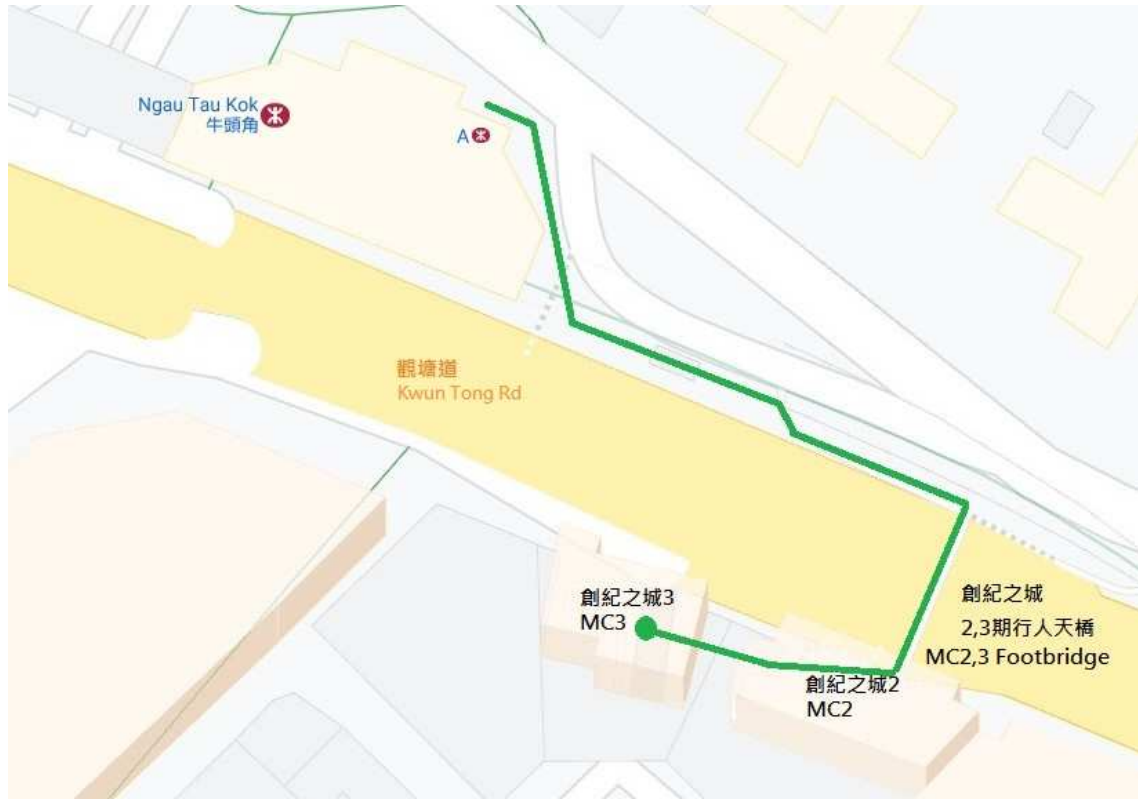 Ngau Tau Kok
牛頭角
A
觀塘道
Kwun Tong Rd
創紀之城3
MC3
創紀之城
2,3期行人天橋
MC2,3 Footbridge
創紀之城2
MC2